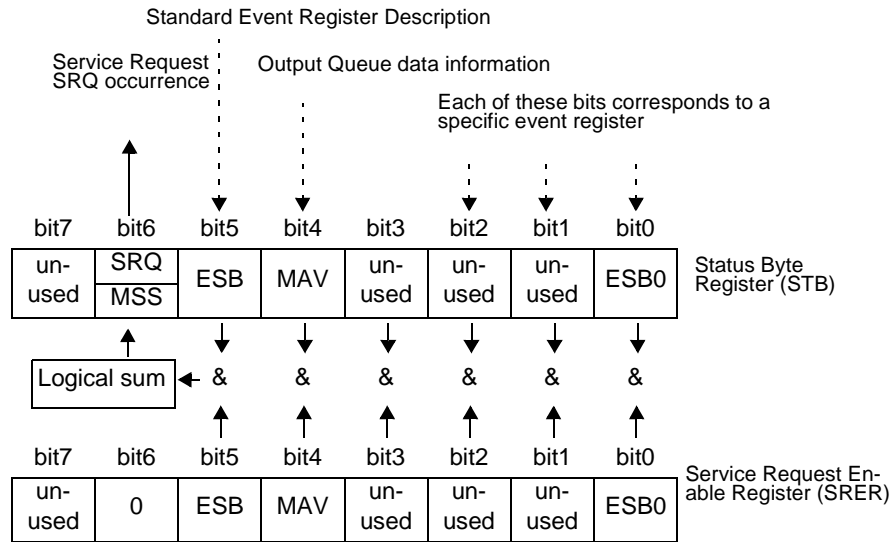 Standard Event Register Description
Service Request
SRQ occurrence
Output Queue data information
Each of these bits corresponds to a
specific event register
bit7 bit6 bit5 bit4 bit3 bit2 bit1 bit0
un-
used
SRQ
MSS
ESB
MAV
un-
used
un-
used
un-
used
ESB0
Status Byte
Register (STB)
Logical sum
& & & & & &
bit7 bit6 bit5 bit4 bit3 bit2 bit1 bit0
un-
used
0
ESB
MAV
un-
used
un-
used
un-
used
ESB0
Service Request En-
able Register (SRER)